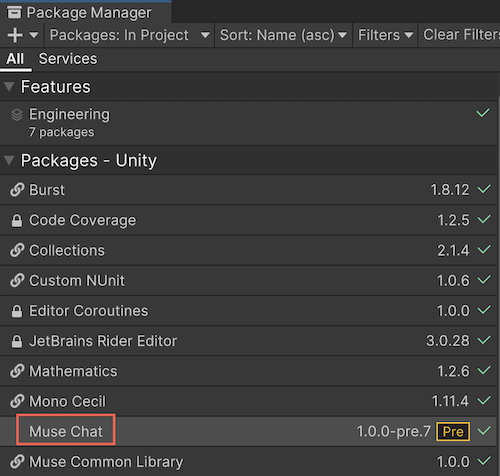 Package Manager
+ Packages: In Project Sort: Name (asc) Filters Clear Filters
All Services
Features
Engineering
7 packages
Packages - Unity
Burst 1.8.12
Code Coverage 1.2.5
Collections 2.1.4
Custom NUnit 1.0.6
Editor Coroutines 1.0.0
JetBrains Rider Editor 3.0.28
Mathematics 1.2.6
Mono Cecil 1.11.4
Muse Chat 1.0.0-pre.7 Pre
Muse Common Library 1.0.0